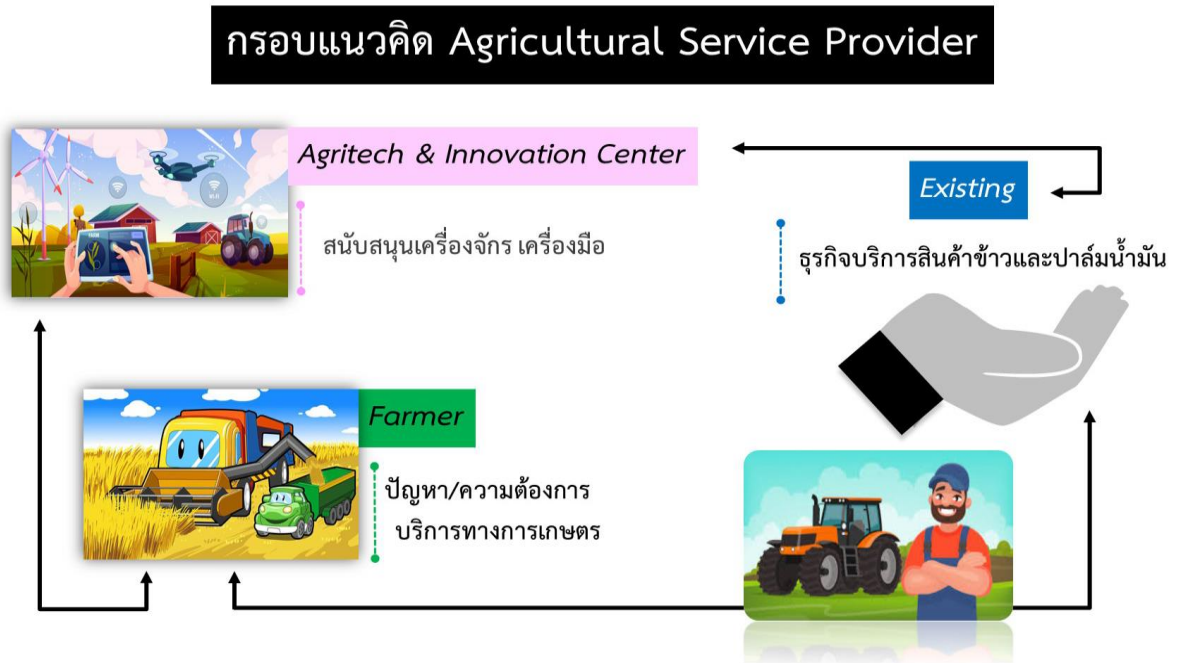 กรอบแนวคิด Agricultural Service Provider
Agritech & Innovation Center
สนับสนุนเครื่องจักร เครื่องมือ
Existing
ธุรกิจบริการสินค้าข้าวและปาล์มน้ำมัน
Farmer
ปัญหา/ความต้องการ
บริการทางการเกษตร